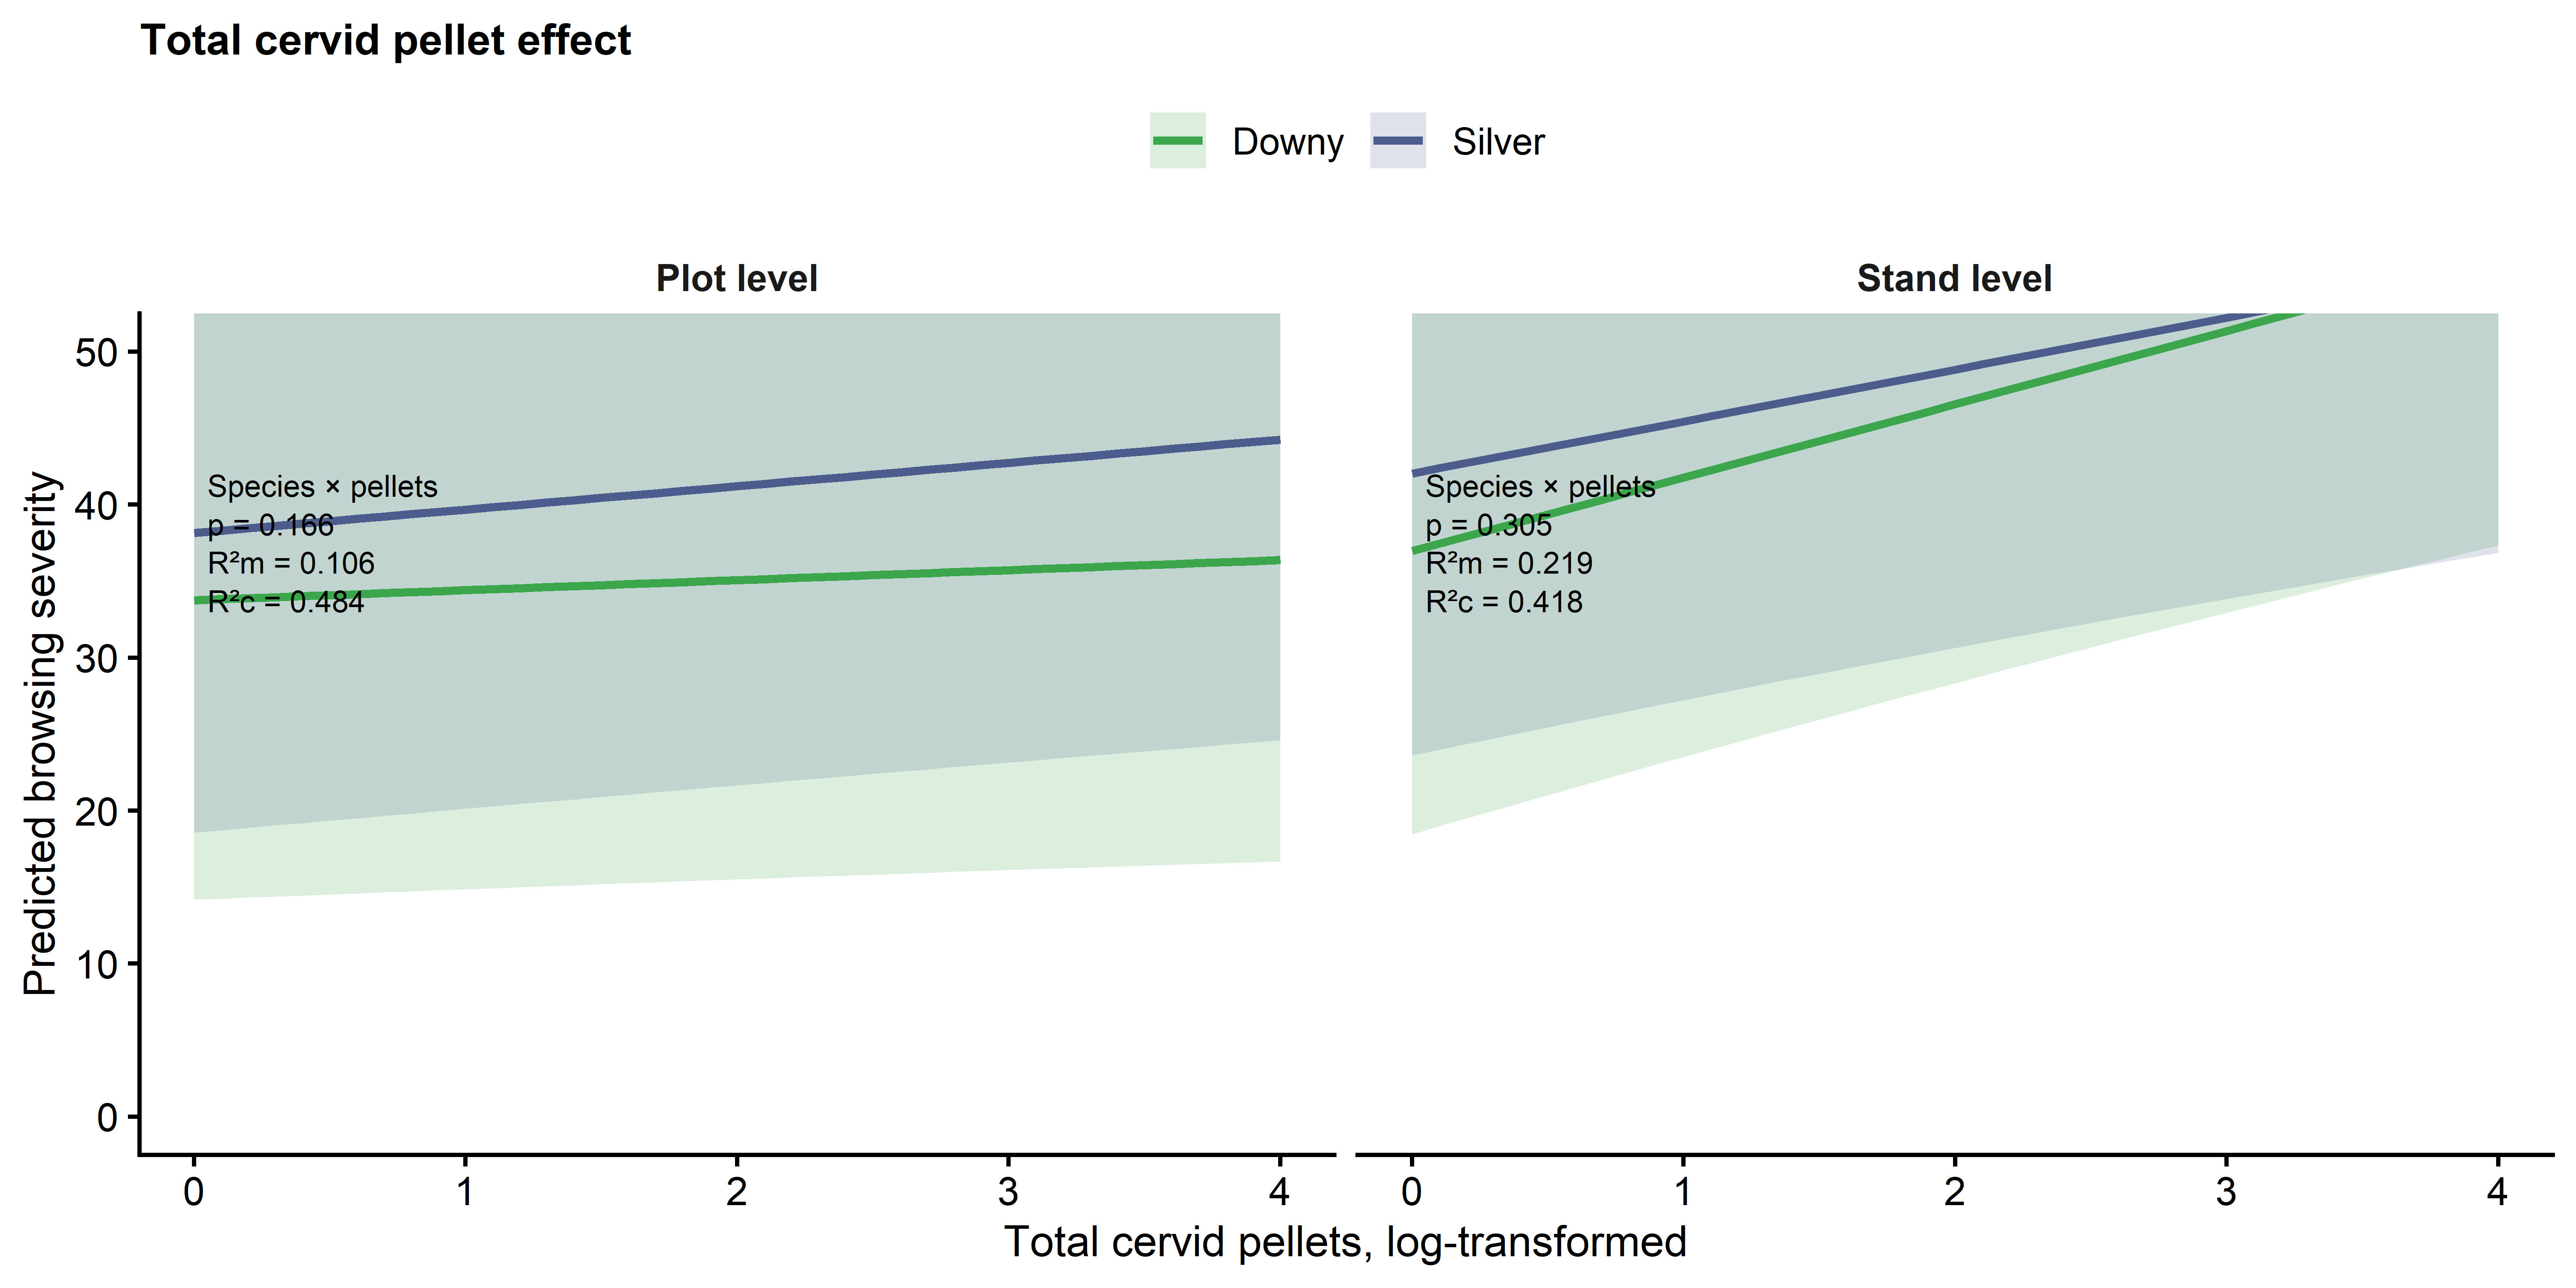 Total cervid pellet effect
Downy Silver
Plot level
Stand level
Predicted browsing severity
50
40
30
20
10
0
Species × pellets
p = 0.166
R²m = 0.106
R²c = 0.484
Species × pellets
p = 0.305
R²m = 0.219
R²c = 0.418
0 1 2 3 4
0 1 2 3 4
Total cervid pellets, log-transformed